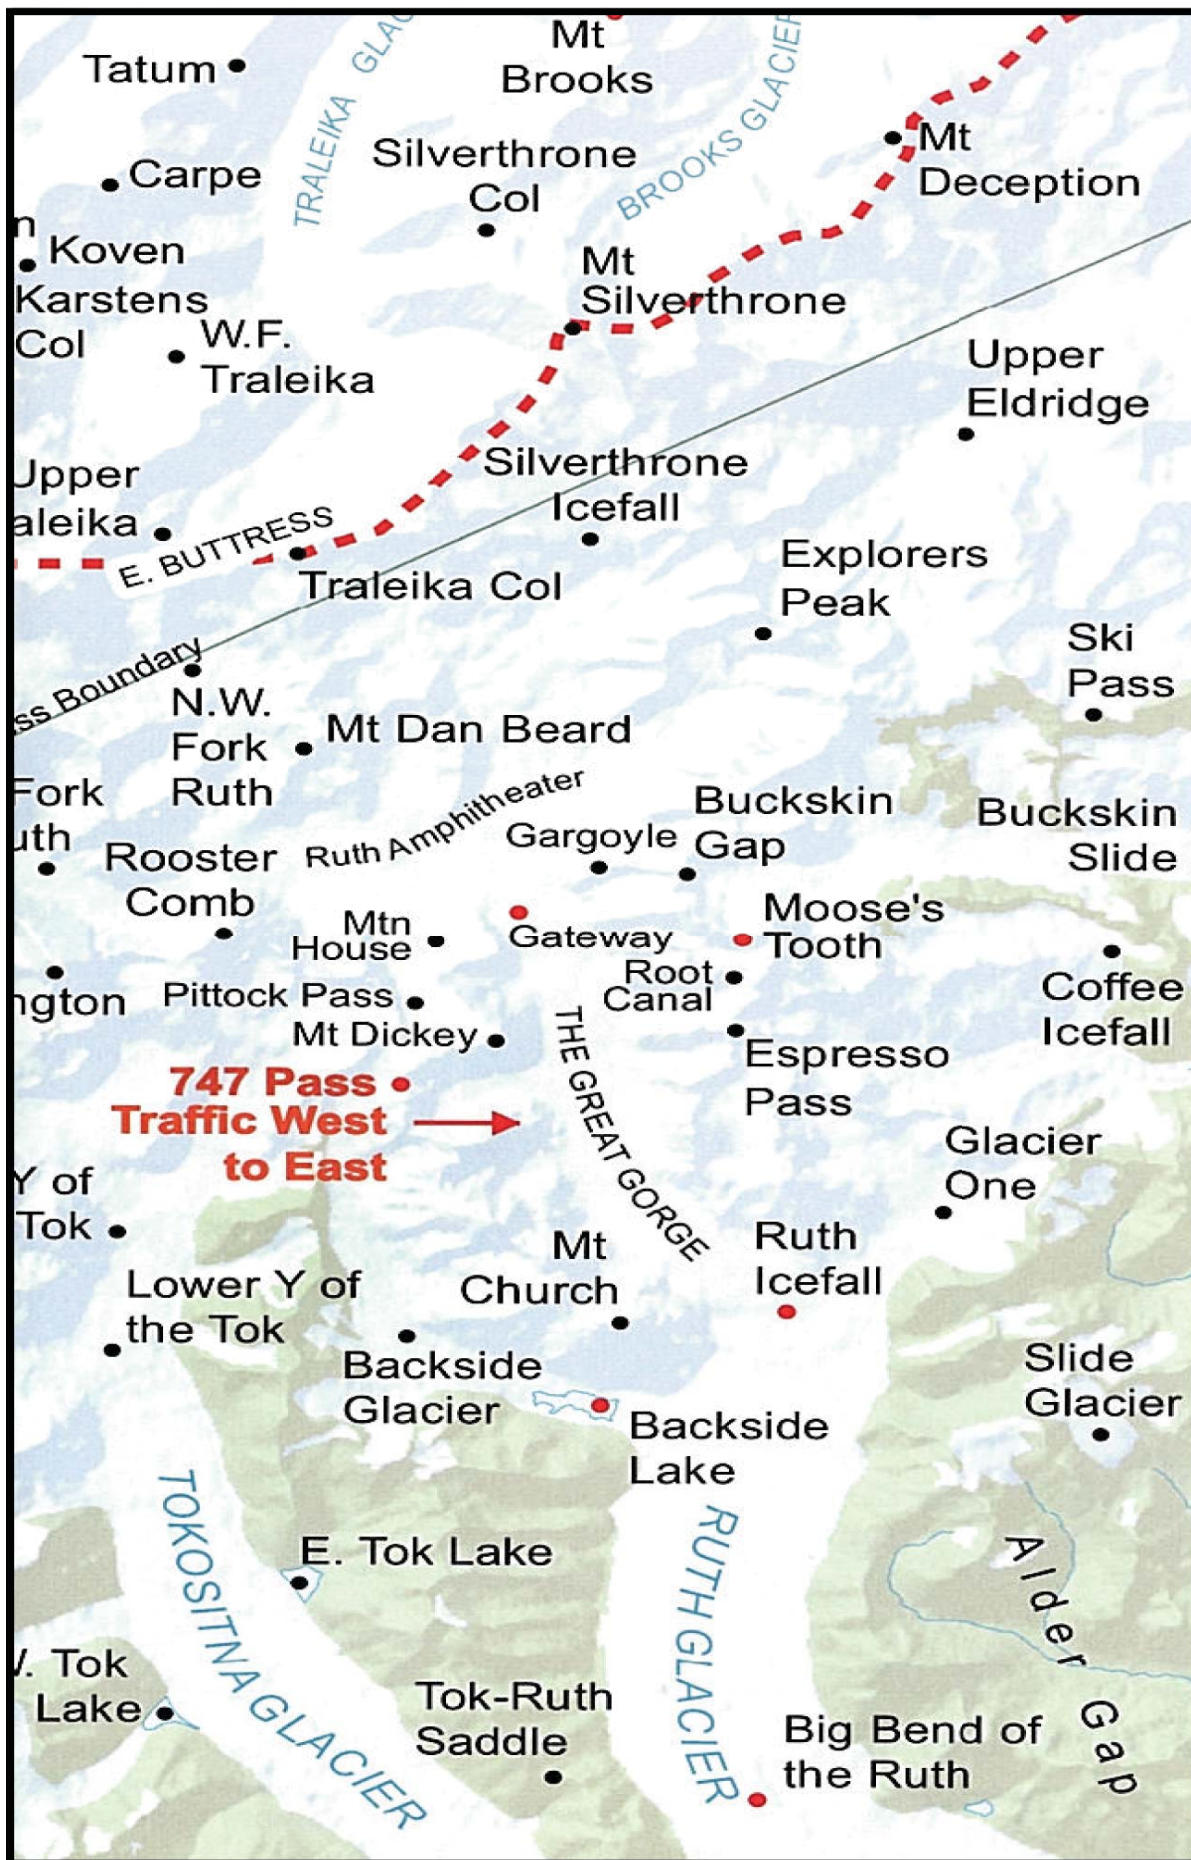 TRALEIKA GLAC
Mt
Brooks
BROOKS GLACIER
Tatum
Carpe
Silverthrone
Col
Mt
Deception
n
Koven
Karstens
Col
W.F.
Traleika
Mt
Silverthrone
Upper
Eldridge
Upper
aleika
E. BUTTRESS
Silverthrone
Icefall
Traleika Col
Explorers
Peak
Ski
Pass
ss Boundary
N.W.
Fork
Ruth
Mt Dan Beard
Fork
uth
Rooster
Comb
Ruth Amphitheater
Gargoyle
Buckskin
Gap
Buckskin
Slide
Mtn
House
Gateway
Moose's
Tooth
Root
Canal
Coffee
Icefall
ngton
Pittock Pass
Mt Dickey
Espresso
Pass
747 Pass
Traffic West
to East
THE GREAT GORGE
Glacier
One
Y of
Tok
Lower Y of
the Tok
Mt
Church
Ruth
Icefall
Backside
Glacier
Backside
Lake
Slide
Glacier
TOKOSITNA GLACIER
E. Tok Lake
RUTH GLACIER
Alder Gap
. Tok
Lake
Tok-Ruth
Saddle
Big Bend of
the Ruth